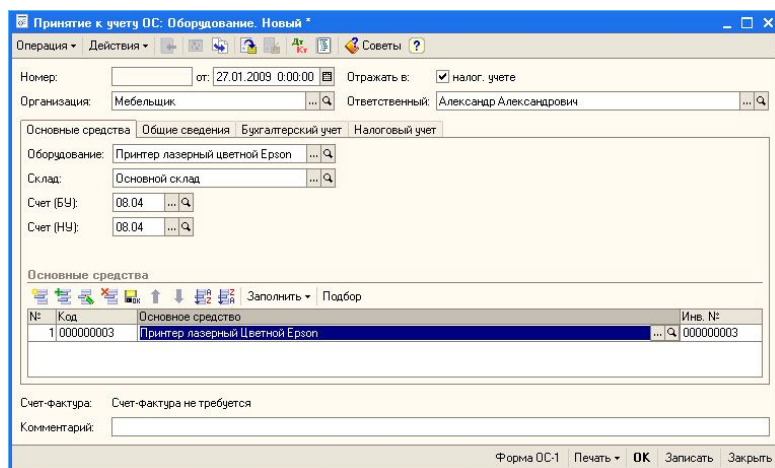 Принятие к учету ОС: Оборудование. Новый *
Операция Действия Дт Кт Советы ?
Номер: от: 27.01.2009 0:00:00 Отражать в: налог. учете
Организация: Мебельщик ... Ответственный: Александр Александрович ...
Основные средства Общие сведения Бухгалтерский учет Налоговый учет
Оборудование: Принтер лазерный цветной Epson ...
Склад: Основной склад ...
Счет (БУ): 08.04 ...
Счет (НУ): 08.04 ...
Основные средства
Заполнить Подбор
№ Код Основное средство Инв. №
1 000000003 Принтер лазерный Цветной Epson ... 000000003
Счет-фактура: Счет-фактура не требуется
Комментарий:
Форма ОС-1 Печать OK Записать Закрыть